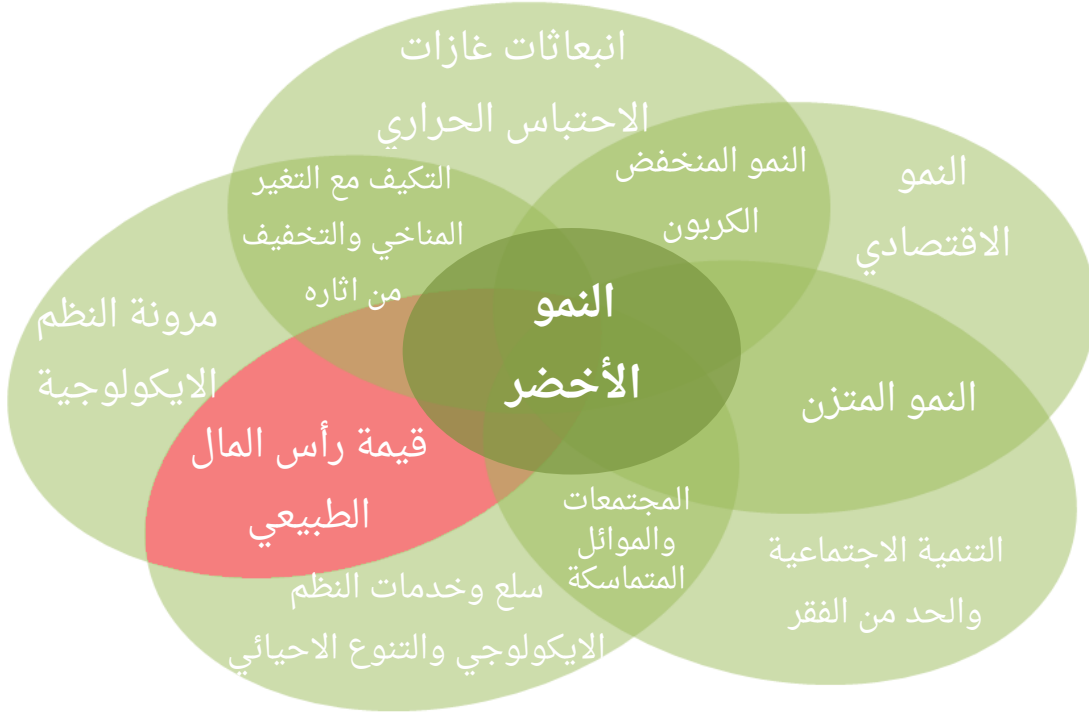 انبعاثات غازات
الاحتباس الحراري
النمو المنخفض
الكربون
النمو
الاقتصادي
التكيف مع التغير
المناخي والتخفيف
من اثاره
مرونة النظم
الايكولوجية
النمو
الأخضر
النمو المتزن
قيمة رأس المال
الطبيعي
المجتمعات
والموائل
المتماسكة
التنمية الاجتماعية
والحد من الفقر
سلع وخدمات النظم
الايكولوجي والتنوع الاحيائي